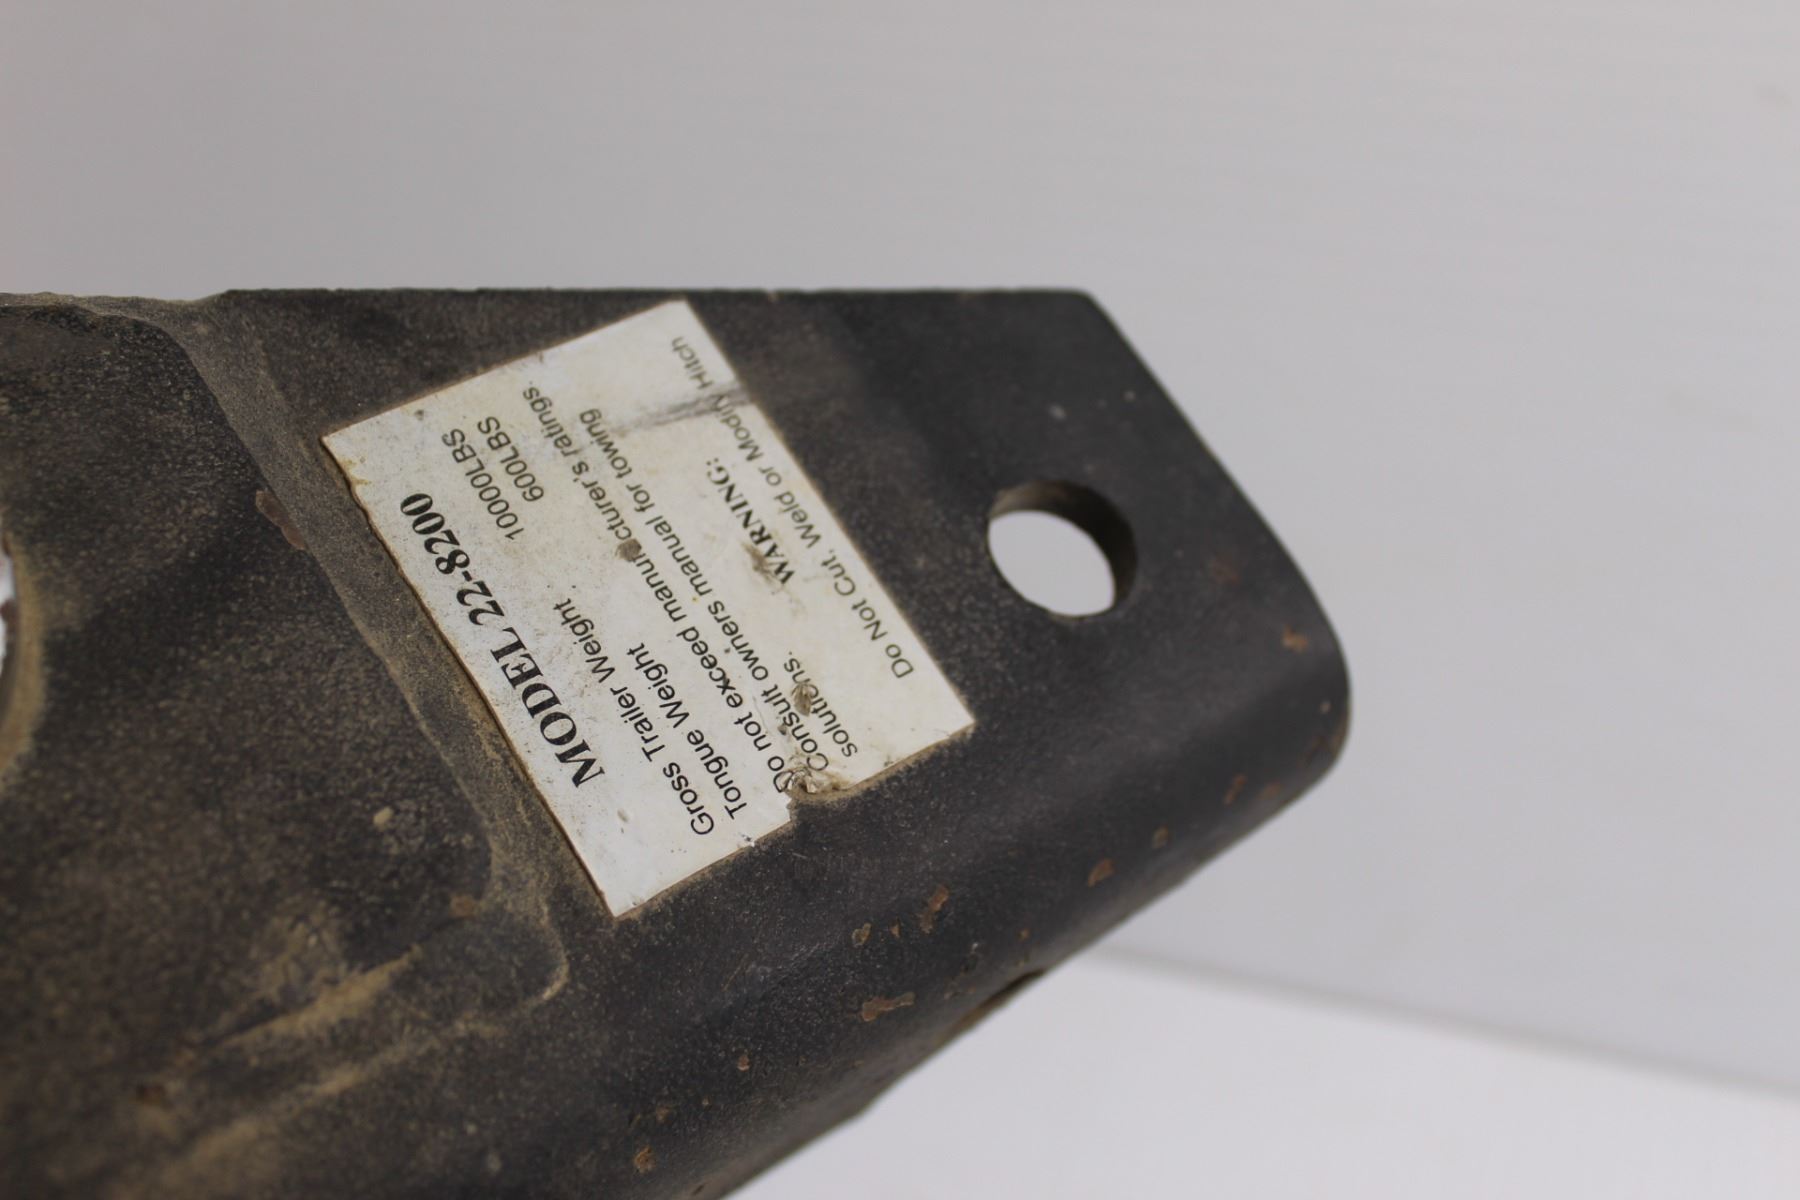 MODEL 22-8200
Gross Trailer Weight 10000LBS
Tongue Weight 600LBS
Do not exceed manufacturer's ratings.
Consult owners manual for towing
solutions.
WARNING:
Do Not Cut, Weld or Modify Hitch